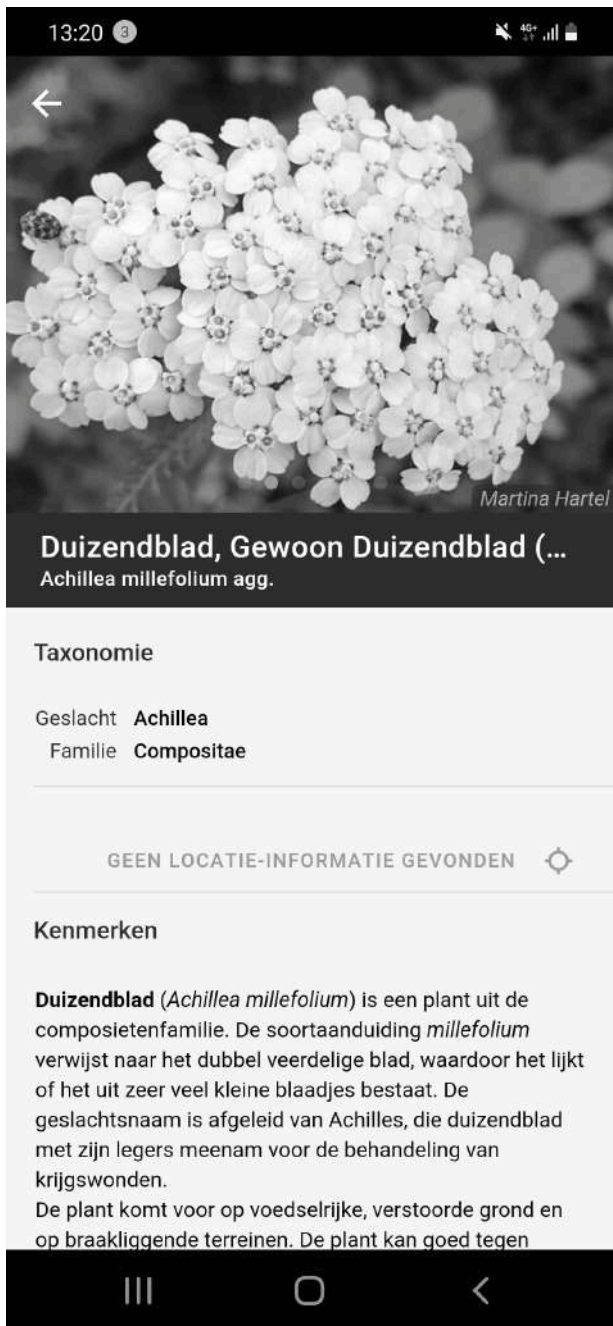 13:20 3
4G+
Martina Hartel
Duizendblad, Gewoon Duizendblad (...
Achillea millefolium agg.
Taxonomie
Geslacht Achillea
Familie Compositae
GEEN LOCATIE-INFORMATIE GEVONDEN
Kenmerken
Duizendblad (Achillea millefolium) is een plant uit de
composietenfamilie. De soortaanduiding millefolium
verwijst naar het dubbel veerdelige blad, waardoor het lijkt
of het uit zeer veel kleine blaadjes bestaat. De
geslachtsnaam is afgeleid van Achilles, die duizendblad
met zijn legers meenam voor de behandeling van
krijgswonden.
De plant komt voor op voedselrijke, verstoorde grond en
op braakliggende terreinen. De plant kan goed tegen